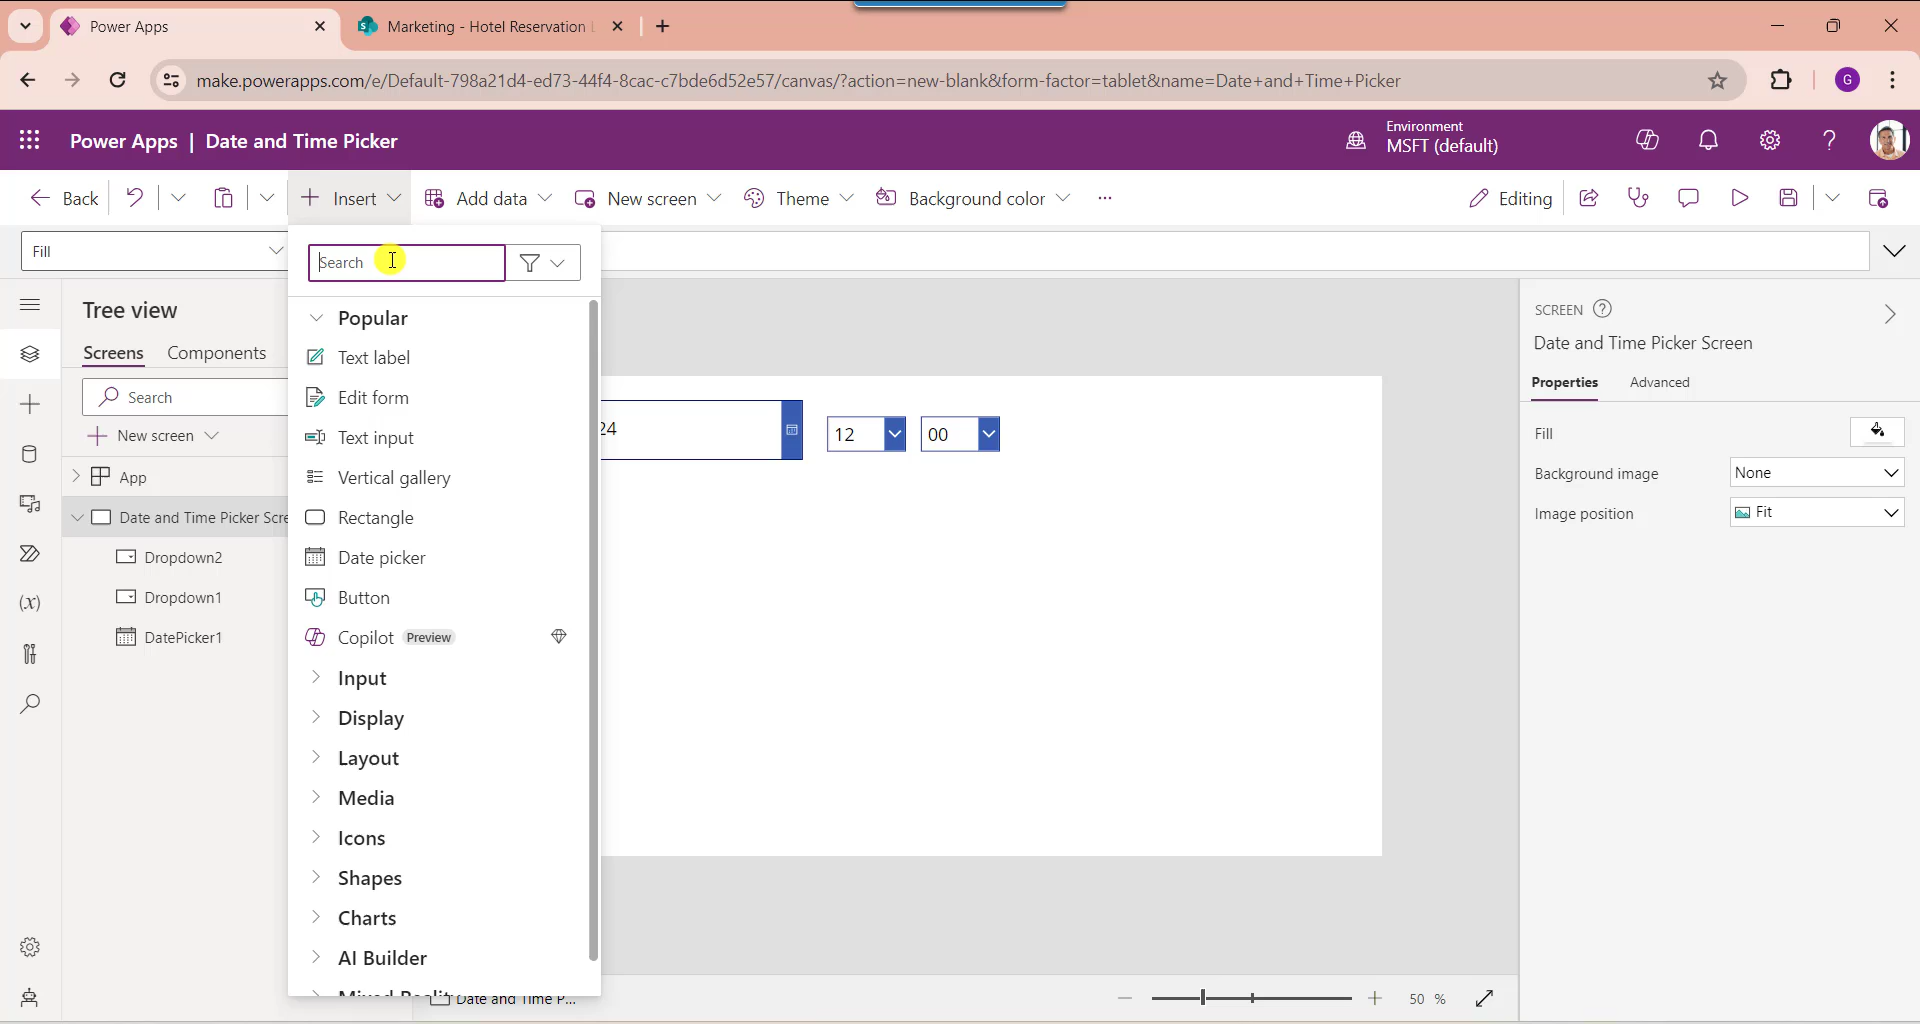 Power Apps
Marketing - Hotel Reservation
make.powerapps.com/e/Default-798a21d4-ed73-44f4-8cac-c7bde6d52e57/canvas/?action=new-blank&form-factor=tablet&name=Date+and+Time+Picker
G
Power Apps | Date and Time Picker
Environment
MSFT (default)
Back
Insert
Add data
New screen
Theme
Background color
Editing
Fill
Search
Tree view
Screens
Components
Search
New screen
App
Date and Time Picker Scre
Dropdown2
Dropdown1
DatePicker1
Popular
Text label
Edit form
Text input
Vertical gallery
Rectangle
Date picker
Button
Copilot Preview
Input
Display
Layout
Media
Icons
Shapes
Charts
AI Builder
Mixed Realit
24
12
00
Date and Time P...
50 %
SCREEN
Date and Time Picker Screen
Properties
Advanced
Fill
Background image
None
Image position
Fit